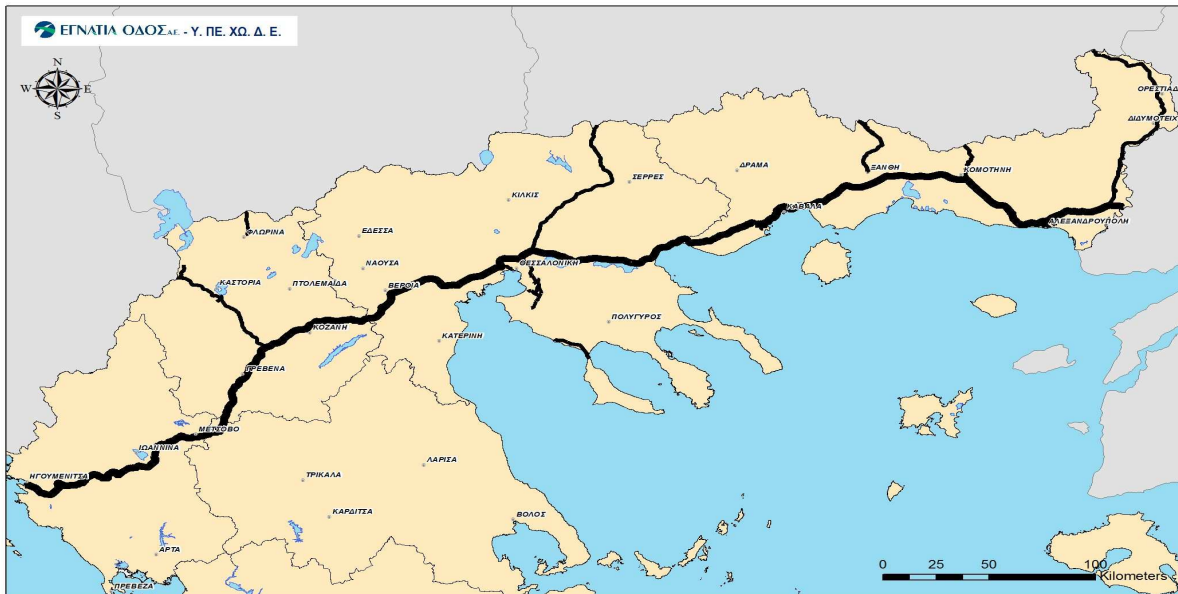 ΕΓΝΑΤΙΑ ΟΔΟΣ Α.Ε. - Υ. ΠΕ. ΧΩ. Δ. Ε.
N
W E
S
ΟΡΕΣΤΙΑΔ
ΔΙΔΥΜΟΤΕΙΧ
ΔΡΑΜΑ
ΞΑΝΘΗ
ΚΟΜΟΤΗΝΗ
ΣΕΡΡΕΣ
ΚΙΛΚΙΣ
ΚΑΒΑΛΑ
ΑΛΕΞΑΝΔΡΟΥΠΟΛΗ
ΦΛΩΡΙΝΑ
ΕΔΕΣΣΑ
ΘΕΣΣΑΛΟΝΙΚΗ
ΝΑΟΥΣΑ
ΚΑΣΤΟΡΙΑ
ΠΤΟΛΕΜΑΙΔΑ
ΒΕΡΟΙΑ
ΠΟΛΥΓΥΡΟΣ
ΚΟΖΑΝΗ
ΚΑΤΕΡΙΝΗ
ΓΡΕΒΕΝΑ
ΜΕΤΣΟΒΟ
ΙΩΑΝΝΙΝΑ
ΛΑΡΙΣΑ
ΗΓΟΥΜΕΝΙΤΣΑ
ΤΡΙΚΑΛΑ
ΚΑΡΔΙΤΣΑ
ΒΟΛΟΣ
ΑΡΤΑ
ΠΡΕΒΕΖΑ
0 25 50 100
Kilometers